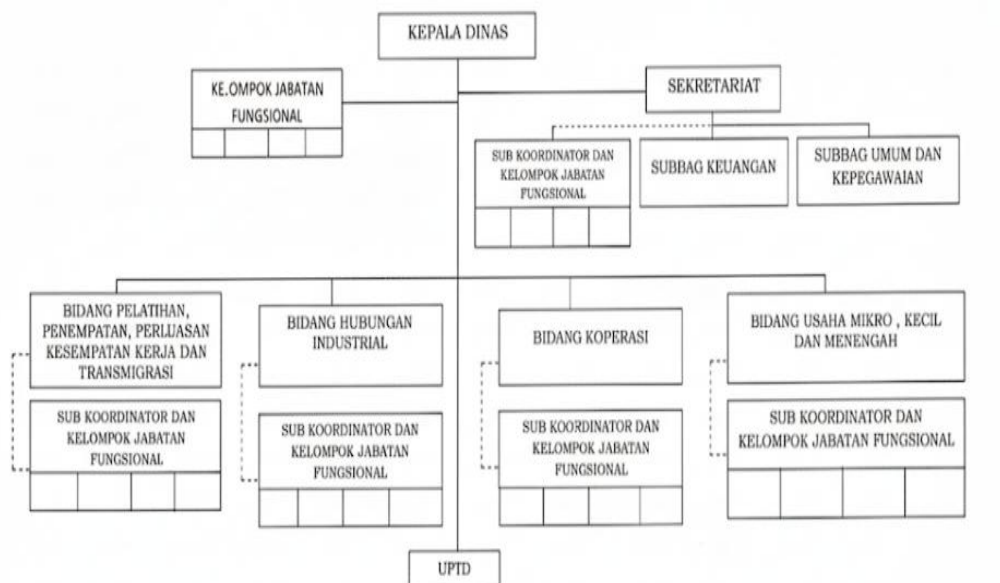 KEPALA DINAS
KE.OMPOK JABATAN
FUNGSIONAL
SEKRETARIAT
SUB KOORDINATOR DAN
KELOMPOK JABATAN
FUNGSIONAL
SUBBAG KEUANGAN
SUBBAG UMUM DAN
KEPEGAWAIAN
BIDANG PELATIHAN,
PENEMPATAN, PERLUASAN
KESEMPATAN KERJA DAN
TRANSMIGRASI
BIDANG HUBUNGAN
INDUSTRIAL
BIDANG KOPERASI
BIDANG USAHA MIKRO , KECIL
DAN MENENGAH
SUB KOORDINATOR DAN
KELOMPOK JABATAN
FUNGSIONAL
SUB KOORDINATOR DAN
KELOMPOK JABATAN
FUNGSIONAL
SUB KOORDINATOR DAN
KELOMPOK JABATAN
FUNGSIONAL
SUB KOORDINATOR DAN
KELOMPOK JABATAN FUNGSIONAL
UPTD